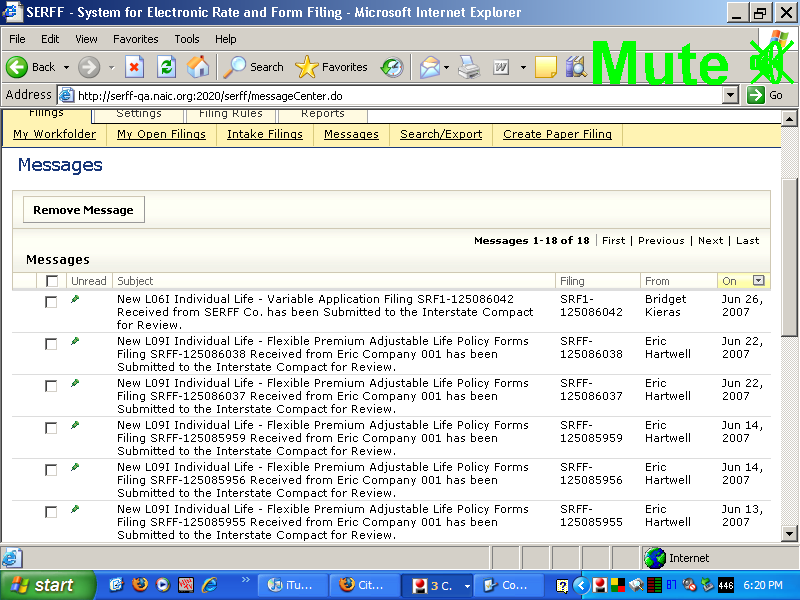 SERFF - System for Electronic Rate and Form Filing - Microsoft Internet Explorer
File Edit View Favorites Tools Help
Back Search Favorites W Mute
Address http://serff-qa.naic.org:2020/serff/messageCenter.do Go
Filings Settings Filing Rules Reports
My Workfolder My Open Filings Intake Filings Messages Search/Export Create Paper Filing
Messages
Remove Message
Messages 1-18 of 18 | First | Previous | Next | Last
Messages
Unread Subject Filing From On
New L06I Individual Life - Variable Application Filing SRF1-125086042 SRF1- Bridget Jun 26,
Received from SERFF Co. has been Submitted to the Interstate Compact 125086042 Kieras 2007
for Review.
New L09I Individual Life - Flexible Premium Adjustable Life Policy Forms SRFF- Eric Jun 22,
Filing SRFF-125086038 Received from Eric Company 001 has been 125086038 Hartwell 2007
Submitted to the Interstate Compact for Review.
New L09I Individual Life - Flexible Premium Adjustable Life Policy Forms SRFF- Eric Jun 22,
Filing SRFF-125086037 Received from Eric Company 001 has been 125086037 Hartwell 2007
Submitted to the Interstate Compact for Review.
New L09I Individual Life - Flexible Premium Adjustable Life Policy Forms SRFF- Eric Jun 14,
Filing SRFF-125085959 Received from Eric Company 001 has been 125085959 Hartwell 2007
Submitted to the Interstate Compact for Review.
New L09I Individual Life - Flexible Premium Adjustable Life Policy Forms SRFF- Eric Jun 14,
Filing SRFF-125085956 Received from Eric Company 001 has been 125085956 Hartwell 2007
Submitted to the Interstate Compact for Review.
New L09I Individual Life - Flexible Premium Adjustable Life Policy Forms SRFF- Eric Jun 13,
Filing SRFF-125085955 Received from Eric Company 001 has been 125085955 Hartwell 2007
Submitted to the Interstate Compact for Review.
Internet
start iTu... Cit... 3 C. Co... 87 446 6:20 PM